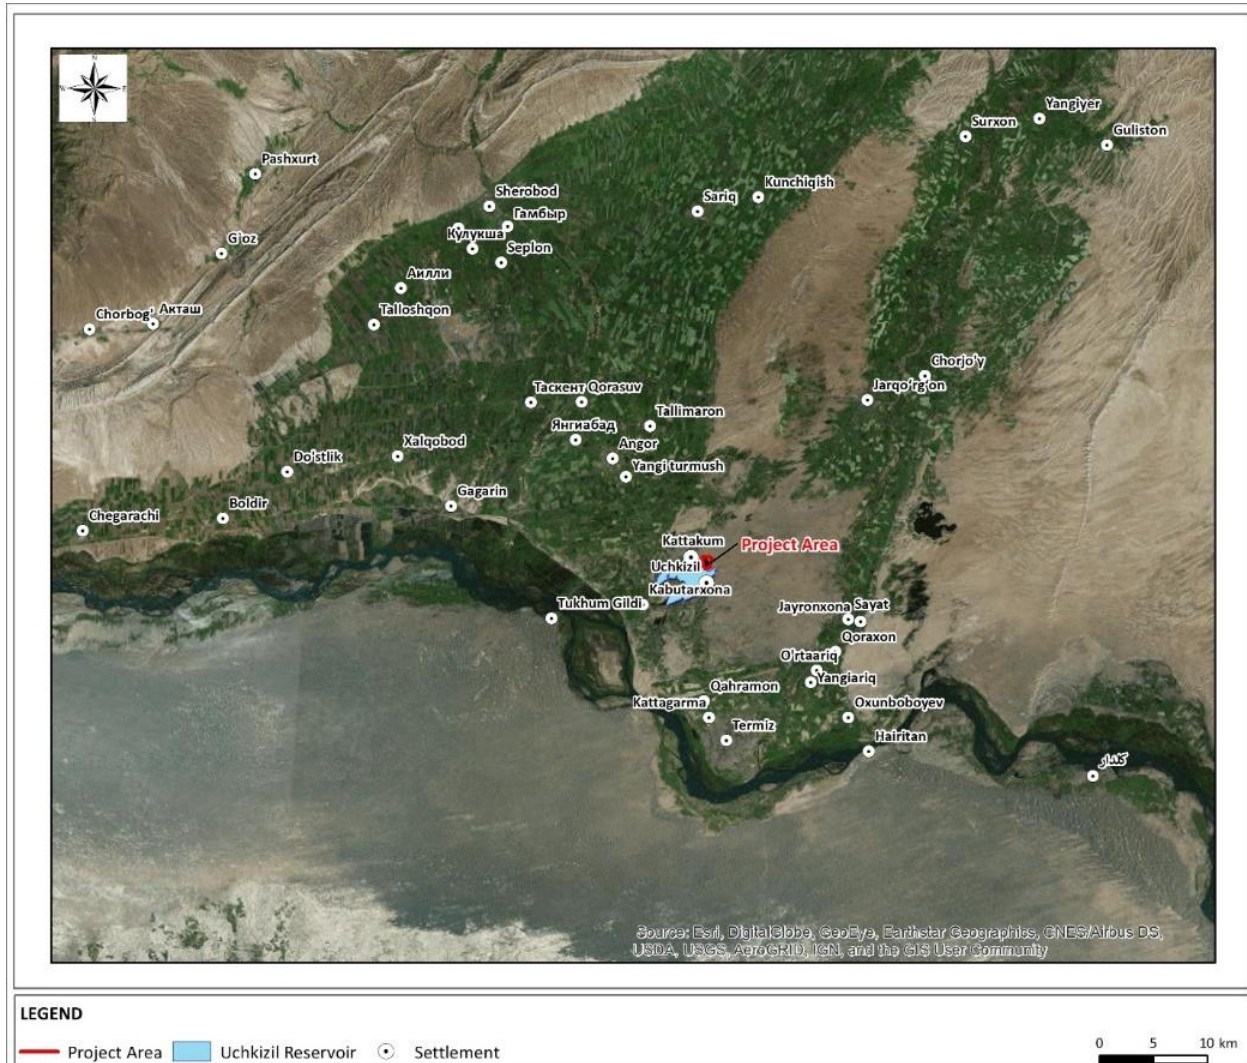 Yangiyer
Surxon
Guliston
Pashxurt
Kunchiqish
Sherobod
Sariq
Гамбыр
Кулукша
G'oz
Seplon
Аилли
Chorbog'
Акташ
Talloshqon
Chorjo'y
Jarqo'rg'on
Таскент
Qorasuv
Tallimaron
Янгиабад
Xalqobod
Angor
Do'stlik
Yangi turmush
Gagarin
Boldir
Chegarachi
Kattakum
Project Area
Uchkizil
Kabutarxona
Tukhum Gildi
Jayronxona
Sayat
Qoraxon
O'rtaariq
Yangiariq
Qahramon
Kattagarma
Oxunboboyev
Termiz
Hairitan
كلدار
Source: Esri, DigitalGlobe, GeoEye, Earthstar Geographics, CNES/Airbus DS,
USDA, USGS, AeroGRID, IGN, and the GIS User Community
LEGEND
Project Area
Uchkizil Reservoir
Settlement
0 5 10 km
N
W
E
S